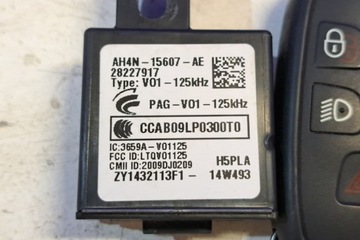 AH4N-15607-AE
28227917
Type: V01-125kHz
PAG-V01-125kHz
CCAB09LP0300T0
IC:3659A-V01125
FCC ID:LTQV01125
CMII ID:2009DJ0209
H5PLA
ZY1432113F1 - 14W493